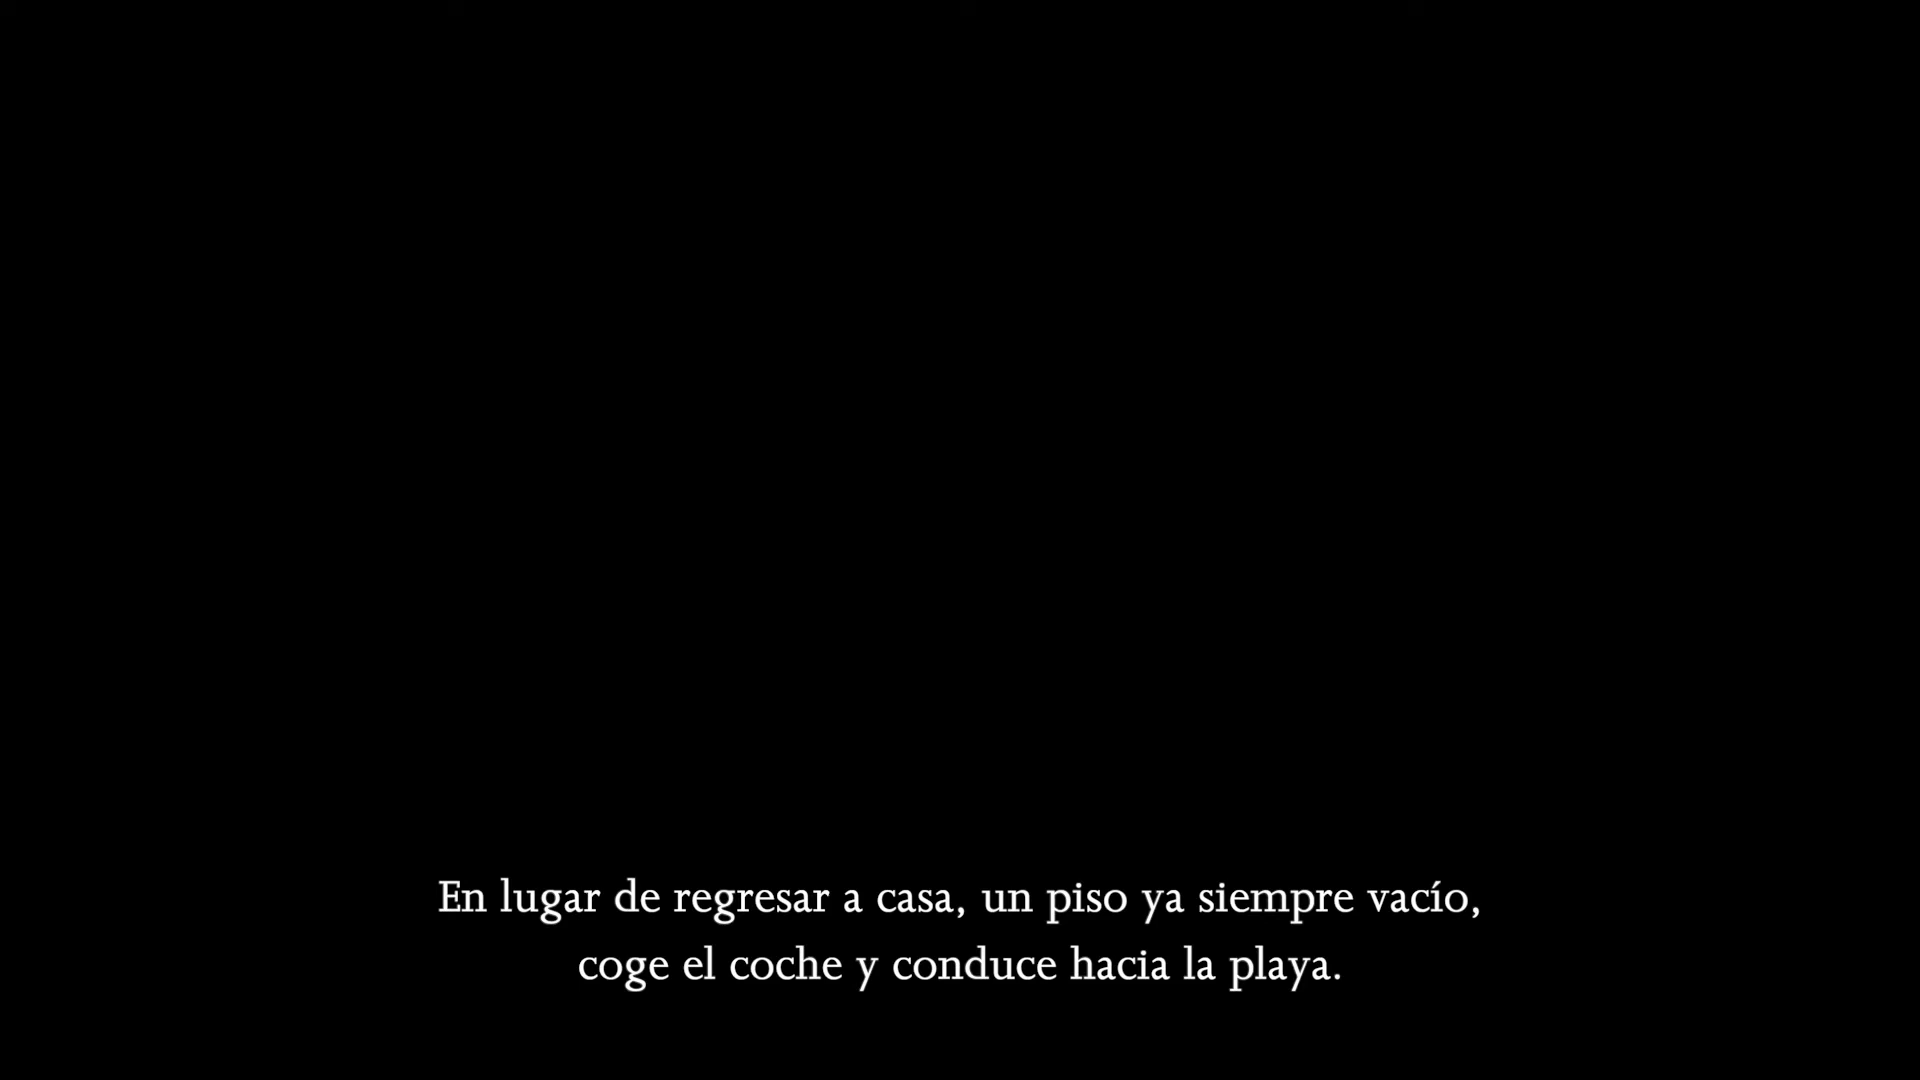 En lugar de regresar a casa, un piso ya siempre vacío,
coge el coche y conduce hacia la playa.